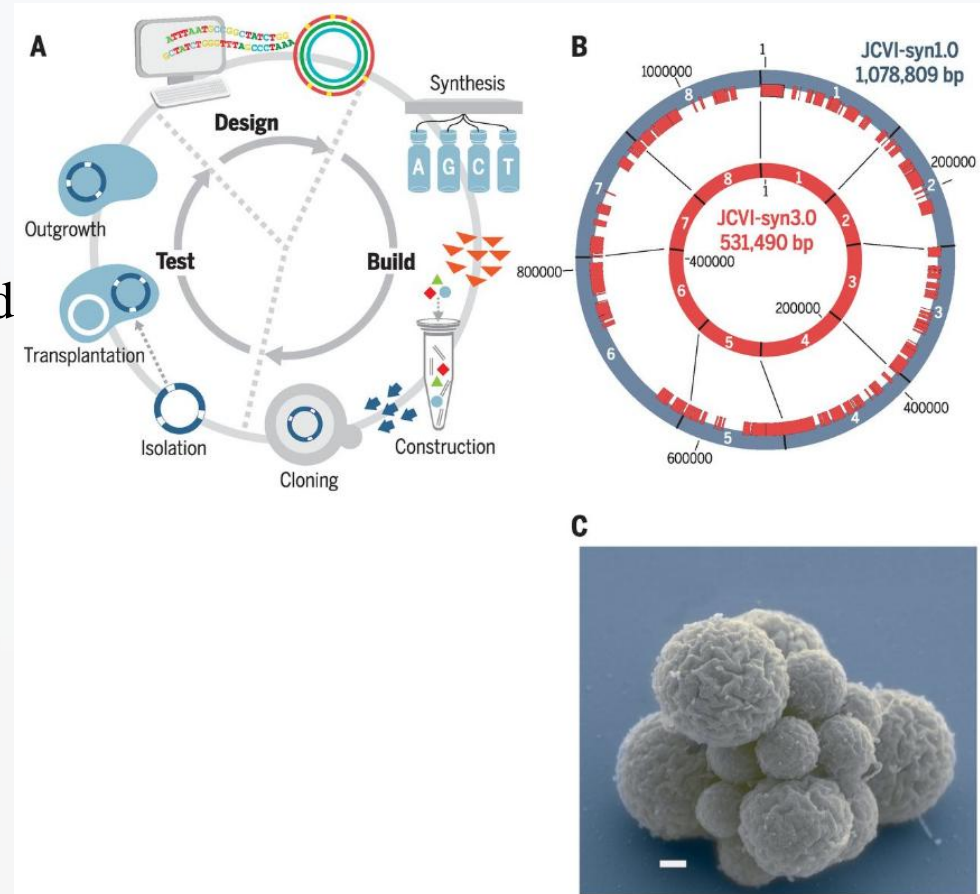 A
ATTTAATGCCGGCTATCTGG
GCTATCTGGCTTTAGCCCTAAA
Design
Synthesis
A G C T
Build
Construction
Cloning
Isolation
Transplantation
Outgrowth
Test
d
B
JCVI-syn1.0
1,078,809 bp
1
1000000
8
1
200000
2
7
800000
3
6
400000
4
5
600000
8
1
1
7
2
JCVI-syn3.0
531,490 bp
400000
3
6
200000
5
4
C